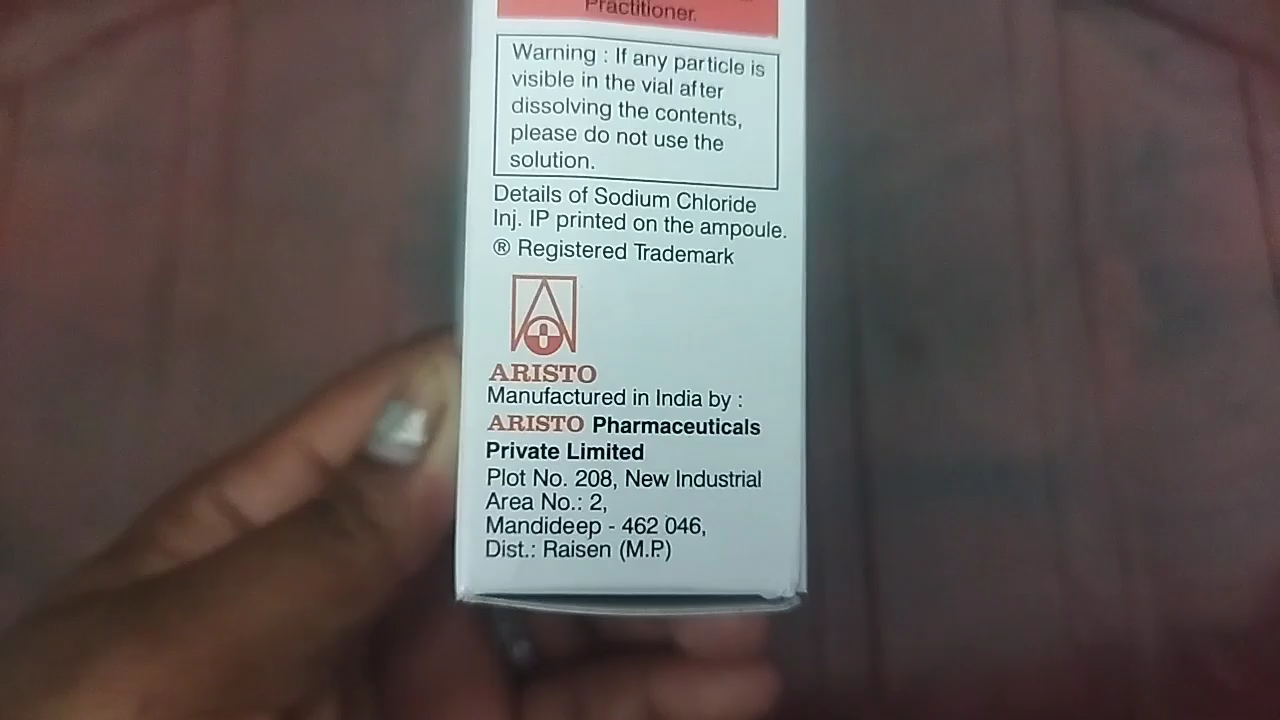 Practitioner.
Warning : If any particle is
visible in the vial after
dissolving the contents,
please do not use the
solution.
Details of Sodium Chloride
Inj. IP printed on the ampoule.
® Registered Trademark
ARISTO
Manufactured in India by :
ARISTO Pharmaceuticals
Private Limited
Plot No. 208, New Industrial
Area No.: 2,
Mandideep - 462 046,
Dist.: Raisen (M.P.)